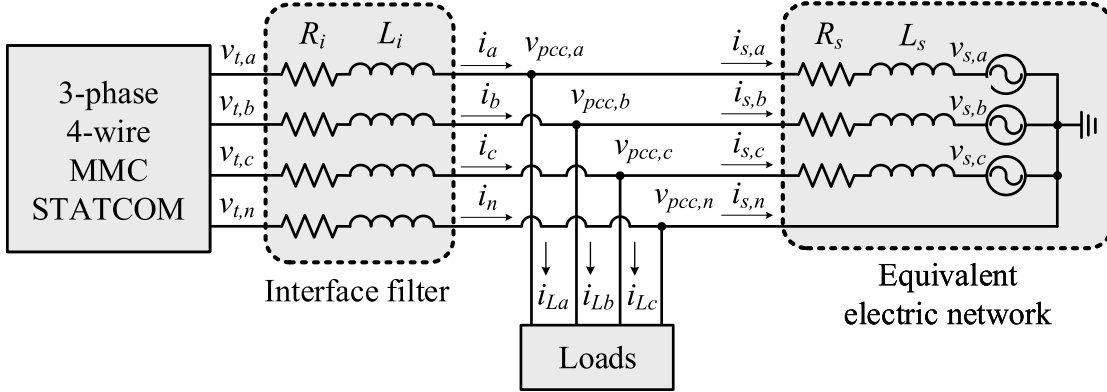 3-phase
4-wire
MMC
STATCOM
v_{t,a}
v_{t,b}
v_{t,c}
v_{t,n}
R_i
L_i
Interface filter
i_a
i_b
i_c
i_n
v_{pcc,a}
v_{pcc,b}
v_{pcc,c}
v_{pcc,n}
i_{s,a}
i_{s,b}
i_{s,c}
i_{s,n}
i_{La}
i_{Lb}
i_{Lc}
Loads
R_s
L_s
v_{s,a}
v_{s,b}
v_{s,c}
Equivalent
electric network